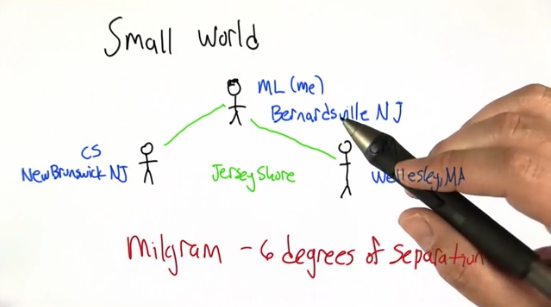 Small world
ML (me)
Bernardsville NJ
CS
New Brunswick NJ
Jersey Shore
Wellesley, MA
Milgram - 6 degrees of separation